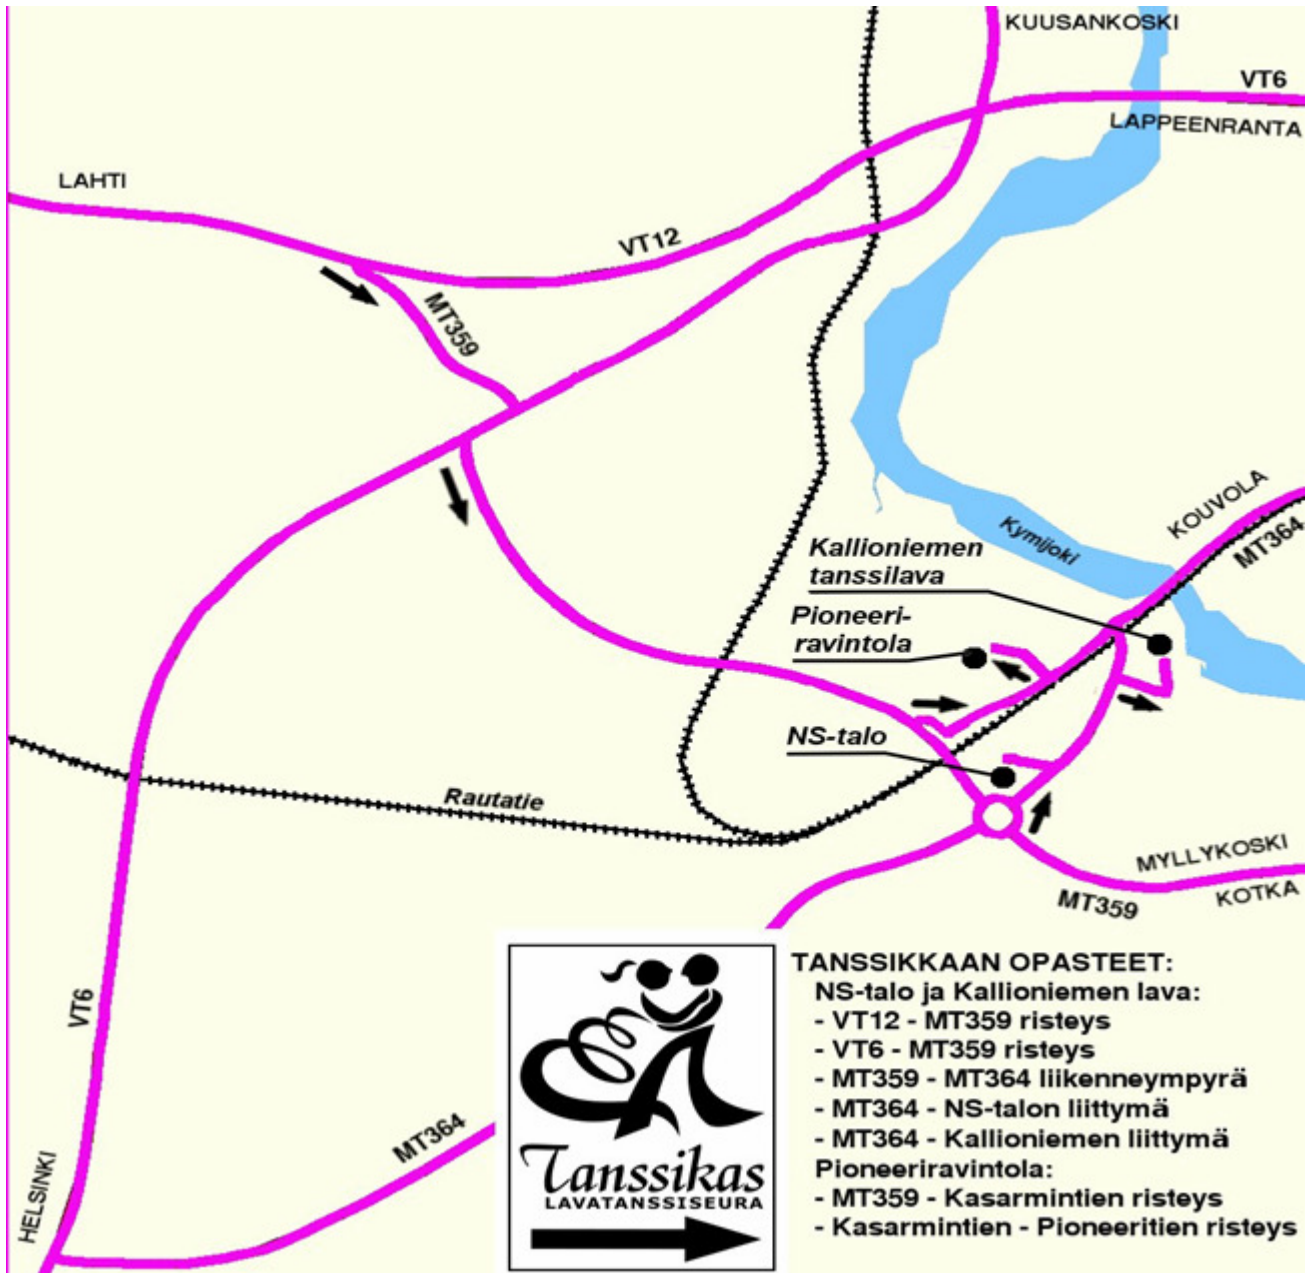 KUUSANKOSKI
VT6
LAPPEENRANTA
LAHTI
VT12
MT359
KOUVOLA
MT364
Kymijoki
Kallioniemen
tanssilava
Pioneeri-
ravintola
NS-talo
Rautatie
MYLLYKOSKI
MT359
KOTKA
VT6
MT364
HELSINKI
Tanssikas
LAVATANSSISEURA
TANSSIKKAAN OPASTEET:
NS-talo ja Kallioniemen lava:
- VT12 - MT359 risteys
- VT6 - MT359 risteys
- MT359 - MT364 liikenneympyrä
- MT364 - NS-talon liittymä
- MT364 - Kallioniemen liittymä
Pioneeriravintola:
- MT359 - Kasarmintien risteys
- Kasarmintien - Pioneeritien risteys